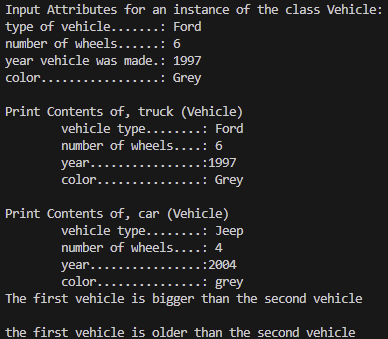 Input Attributes for an instance of the class Vehicle:
type of vehicle.......: Ford
number of wheels......: 6
year vehicle was made.: 1997
color.................: Grey
Print Contents of, truck (Vehicle)
vehicle type........: Ford
number of wheels....: 6
year................:1997
color...............: Grey
Print Contents of, car (Vehicle)
vehicle type........: Jeep
number of wheels....: 4
year................:2004
color...............: grey
The first vehicle is bigger than the second vehicle
the first vehicle is older than the second vehicle